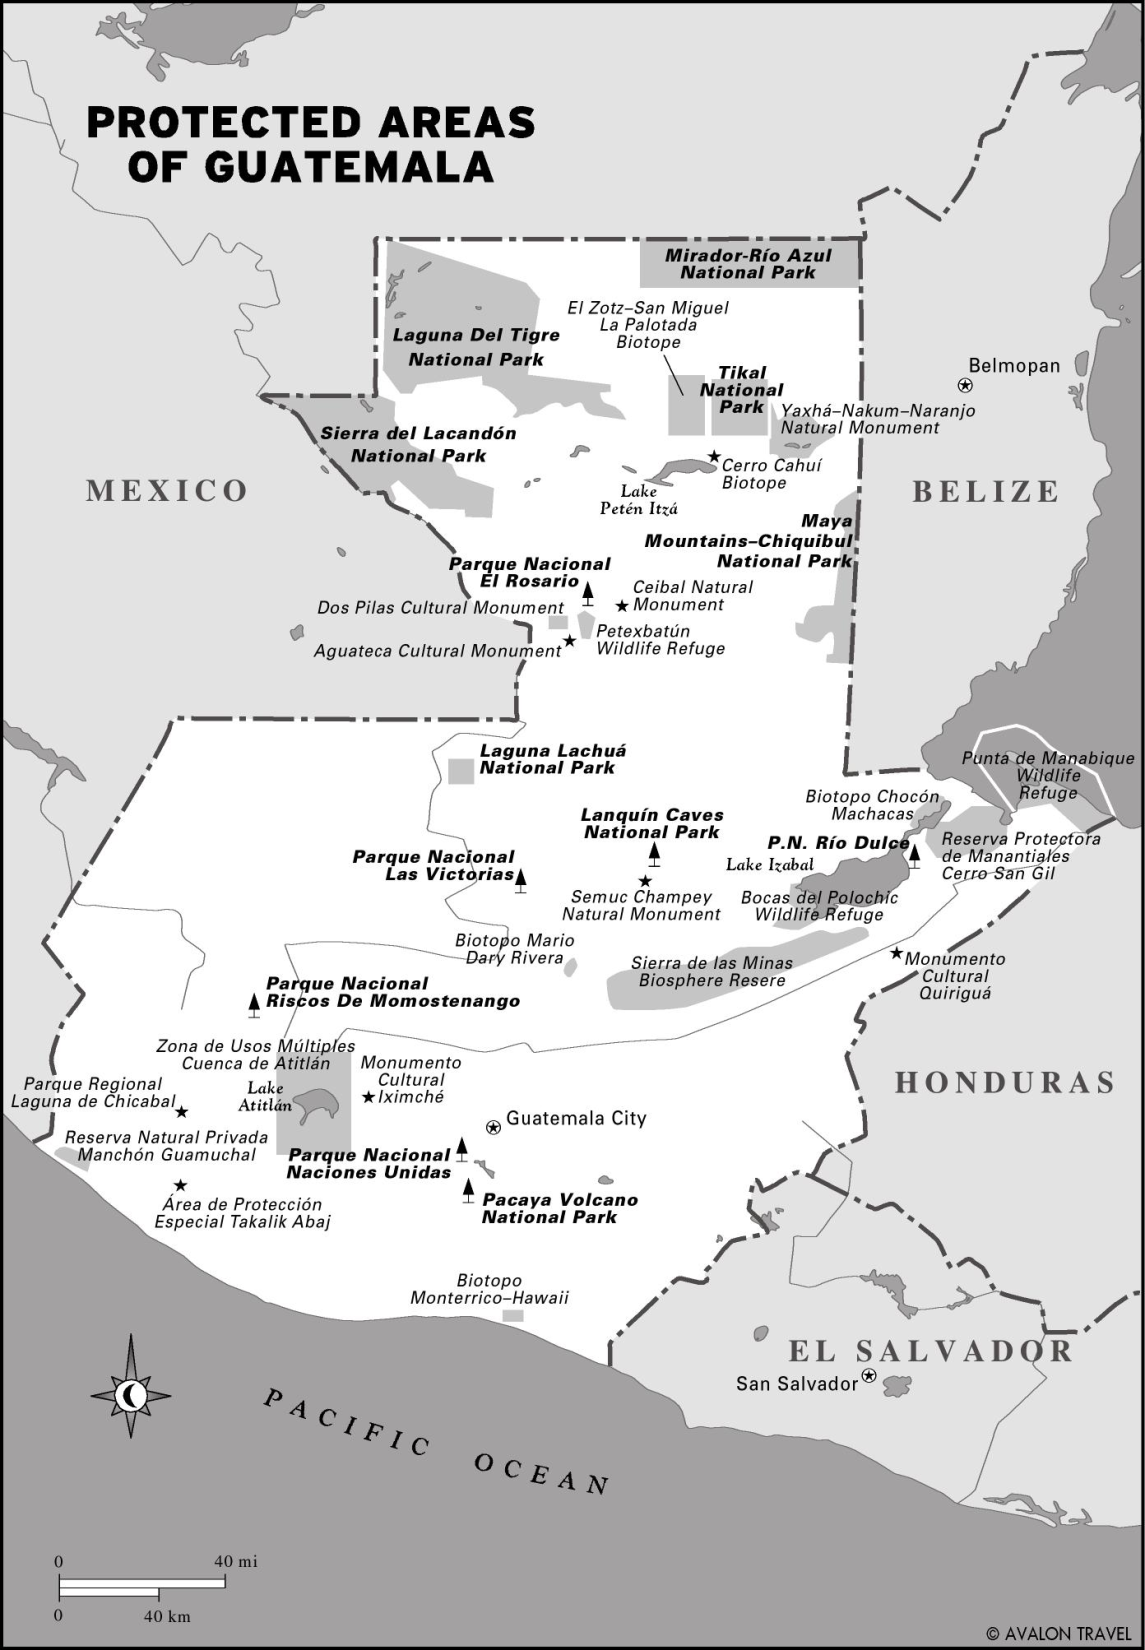 PROTECTED AREAS
OF GUATEMALA
Mirador-Río Azul
National Park
El Zotz–San Miguel
La Palotada
Biotope
Laguna Del Tigre
National Park
Tikal
National
Park
Belmopan
Yaxhá–Nakum–Naranjo
Natural Monument
Sierra del Lacandón
National Park
Cerro Cahuí
Biotope
Lake
Petén Itzá
MEXICO
BELIZE
Maya
Mountains–Chiquibul
National Park
Parque Nacional
El Rosario
Ceibal Natural
Monument
Dos Pilas Cultural Monument
Petexbatún
Wildlife Refuge
Aguateca Cultural Monument
Laguna Lachuá
National Park
Punta de Manabique
Wildlife
Refuge
Biotopo Chocón
Machacas
Lanquín Caves
National Park
P.N. Río Dulce
Reserva Protectora
de Manantiales
Cerro San Gil
Lake Izabal
Parque Nacional
Las Victorias
Semuc Champey
Natural Monument
Bocas del Polochic
Wildlife Refuge
Biotopo Mario
Dary Rivera
Sierra de las Minas
Biosphere Resere
Monumento
Cultural
Quiriguá
Parque Nacional
Riscos De Momostenango
Zona de Usos Múltiples
Cuenca de Atitlán
Monumento
Cultural
Iximché
Lake
Atitlán
Parque Regional
Laguna de Chicabal
HONDURAS
Guatemala City
Reserva Natural Privada
Manchón Guamuchal
Parque Nacional
Naciones Unidas
Área de Protección
Especial Takalik Abaj
Pacaya Volcano
National Park
Biotopo
Monterrico–Hawaii
EL SALVADOR
San Salvador
PACIFIC OCEAN
0 40 mi
0 40 km
© AVALON TRAVEL